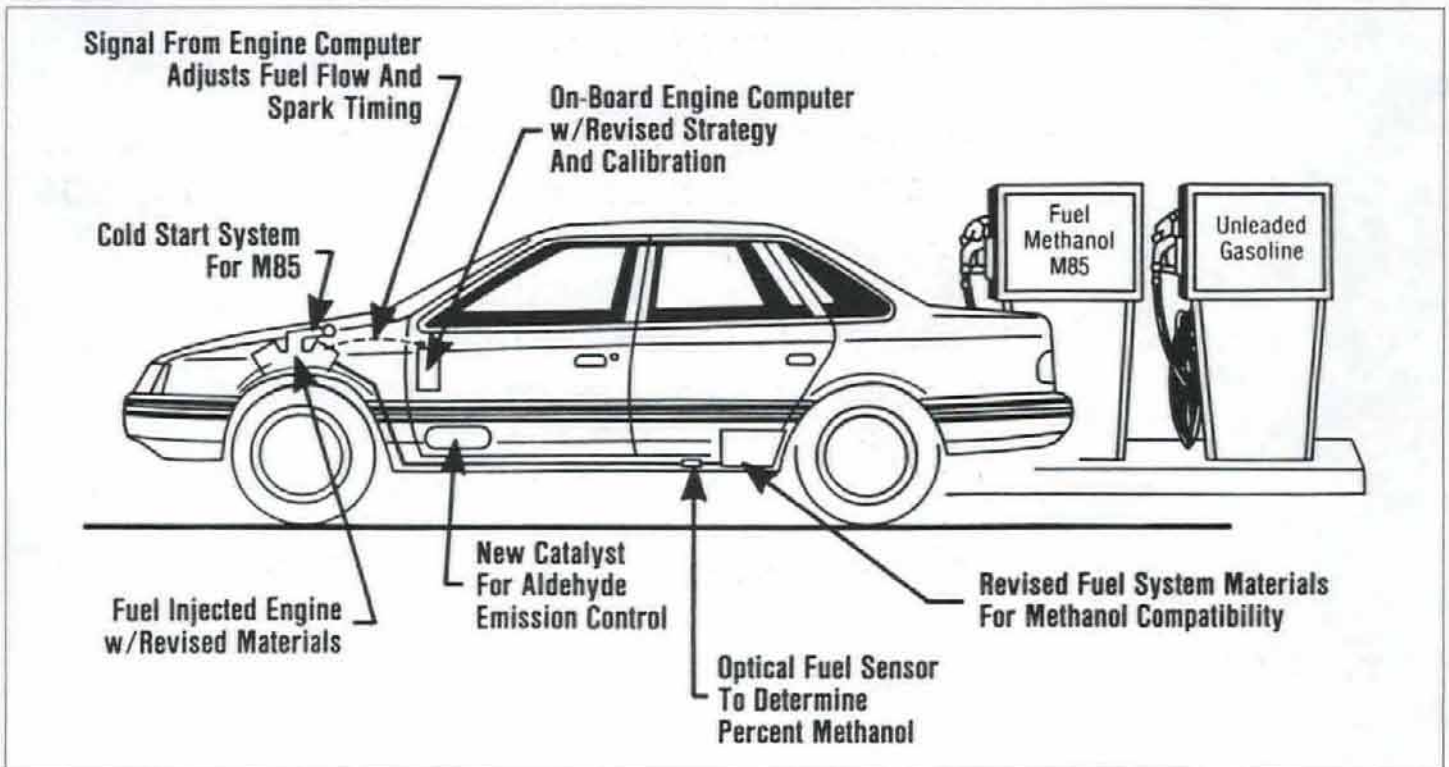 Signal From Engine Computer
Adjusts Fuel Flow And
Spark Timing
On-Board Engine Computer
w/Revised Strategy
And Calibration
Cold Start System
For M85
Fuel
Methanol
M85
Unleaded
Gasoline
Fuel Injected Engine
w/Revised Materials
New Catalyst
For Aldehyde
Emission Control
Optical Fuel Sensor
To Determine
Percent Methanol
Revised Fuel System Materials
For Methanol Compatibility